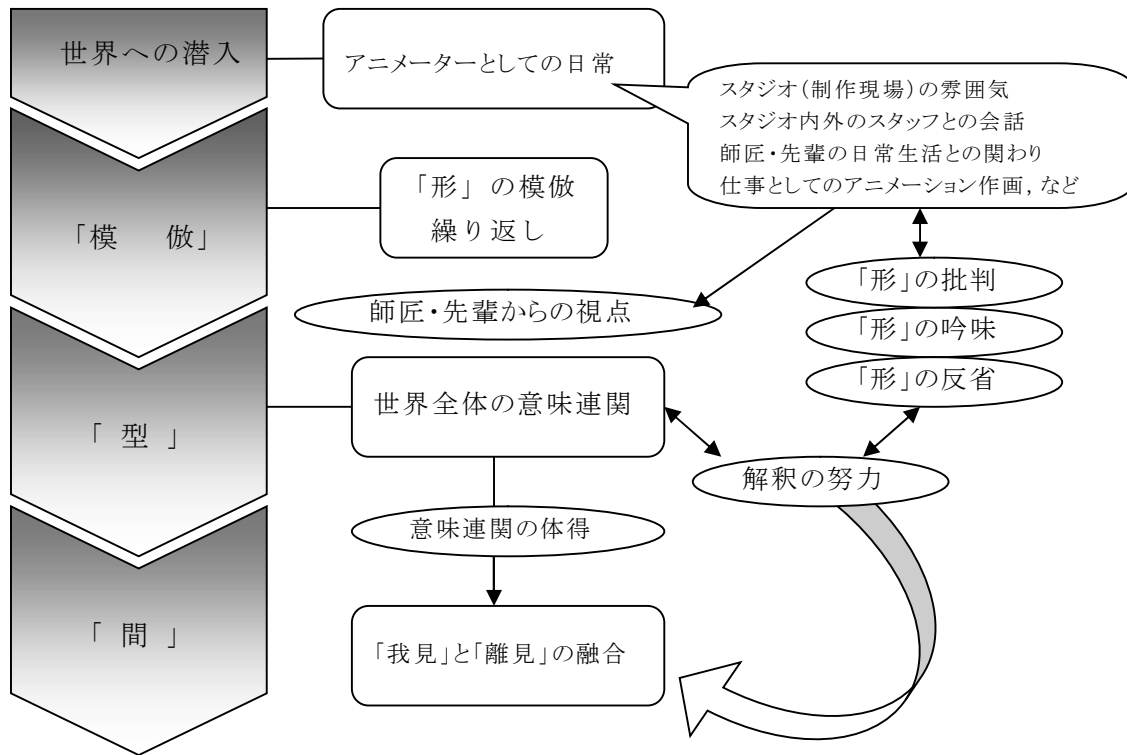 世界への潜入
アニメーターとしての日常
スタジオ(制作現場)の雰囲気
スタジオ内外のスタッフとの会話
師匠・先輩の日常生活との関わり
仕事としてのアニメーション作画, など
「模　倣」
「形」の模倣
繰り返し
師匠・先輩からの視点
「形」の批判
「形」の吟味
「形」の反省
「 型 」
世界全体の意味連関
解釈の努力
意味連関の体得
「 間 」
「我見」と「離見」の融合